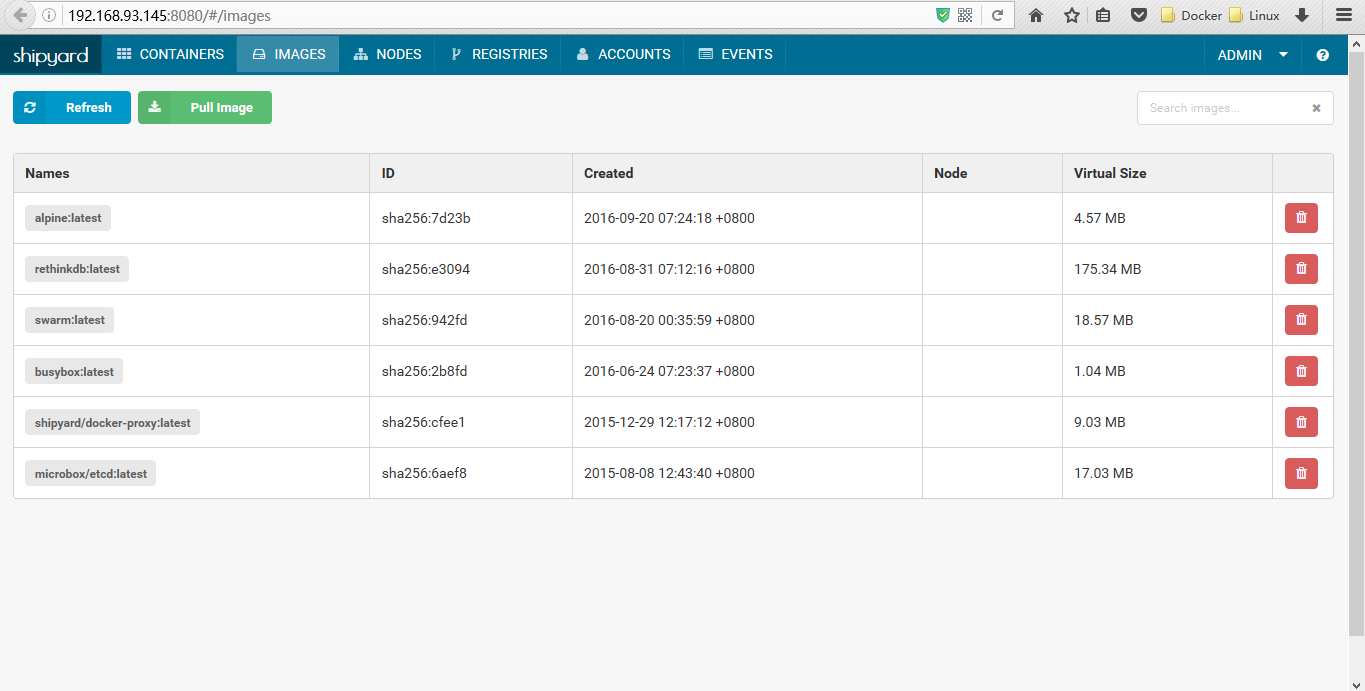 192.168.93.145:8080/#/images
Docker Linux
shipyard CONTAINERS IMAGES NODES REGISTRIES ACCOUNTS EVENTS ADMIN
Refresh Pull Image Search images...
Names ID Created Node Virtual Size
alpine:latest sha256:7d23b 2016-09-20 07:24:18 +0800 4.57 MB
rethinkdb:latest sha256:e3094 2016-08-31 07:12:16 +0800 175.34 MB
swarm:latest sha256:942fd 2016-08-20 00:35:59 +0800 18.57 MB
busybox:latest sha256:2b8fd 2016-06-24 07:23:37 +0800 1.04 MB
shipyard/docker-proxy:latest sha256:cfee1 2015-12-29 12:17:12 +0800 9.03 MB
microbox/etcd:latest sha256:6aef8 2015-08-08 12:43:40 +0800 17.03 MB